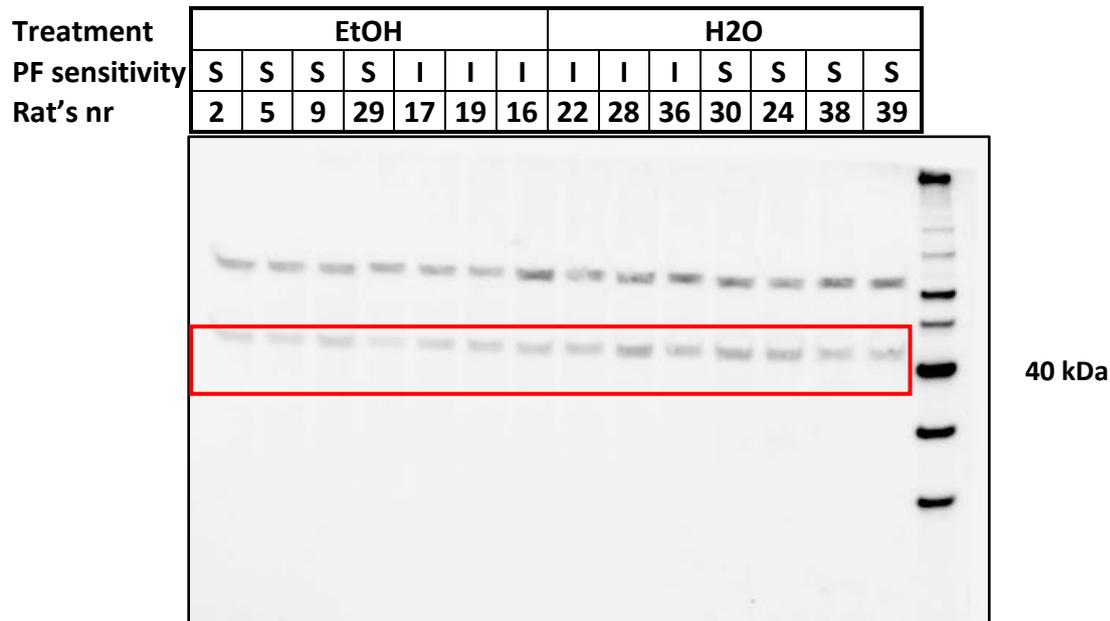 Treatment EtOH H2O
PF sensitivity S S S S I I I I I I S S S S
Rat’s nr 2 5 9 29 17 19 16 22 28 36 30 24 38 39
40 kDa